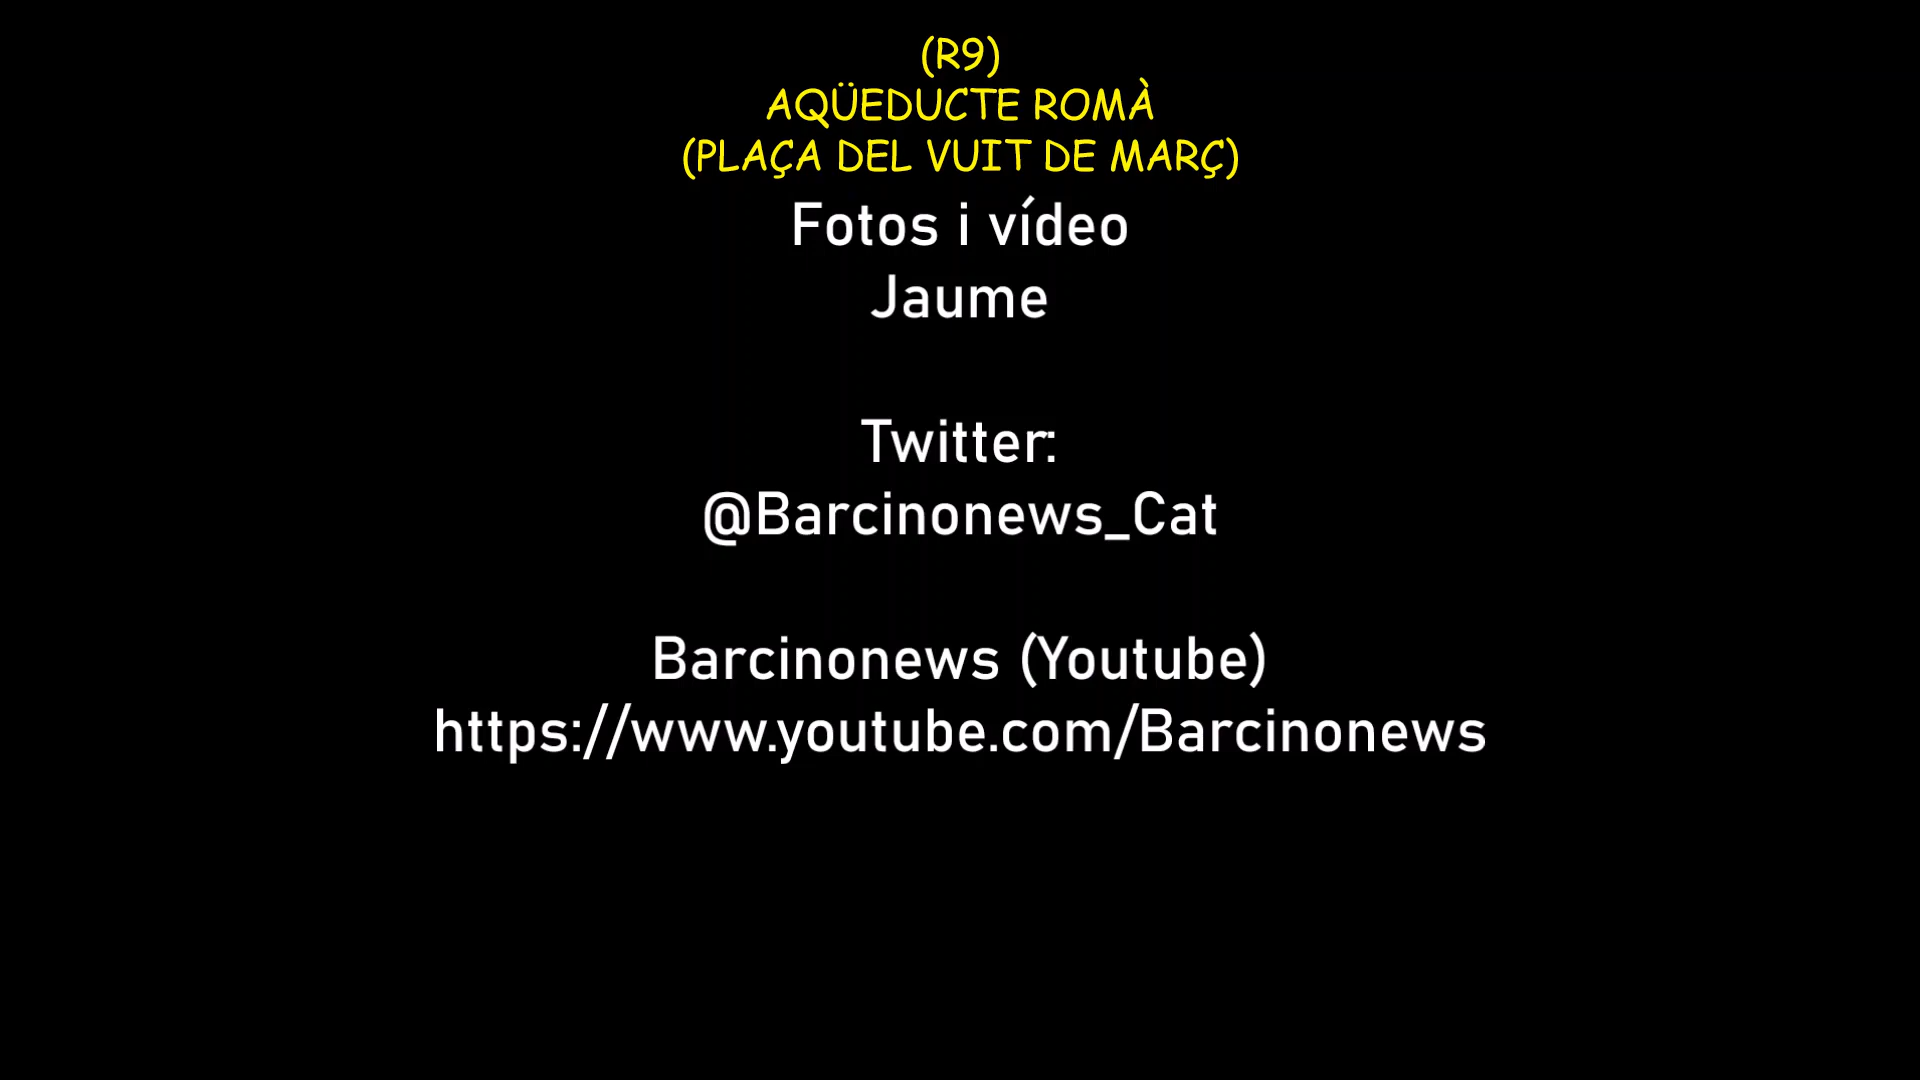 (R9)
AQÜEDUCTE ROMÀ
(PLAÇA DEL VUIT DE MARÇ)
Fotos i vídeo
Jaume
Twitter:
@Barcinonews_Cat
Barcinonews (Youtube)
https://www.youtube.com/Barcinonews